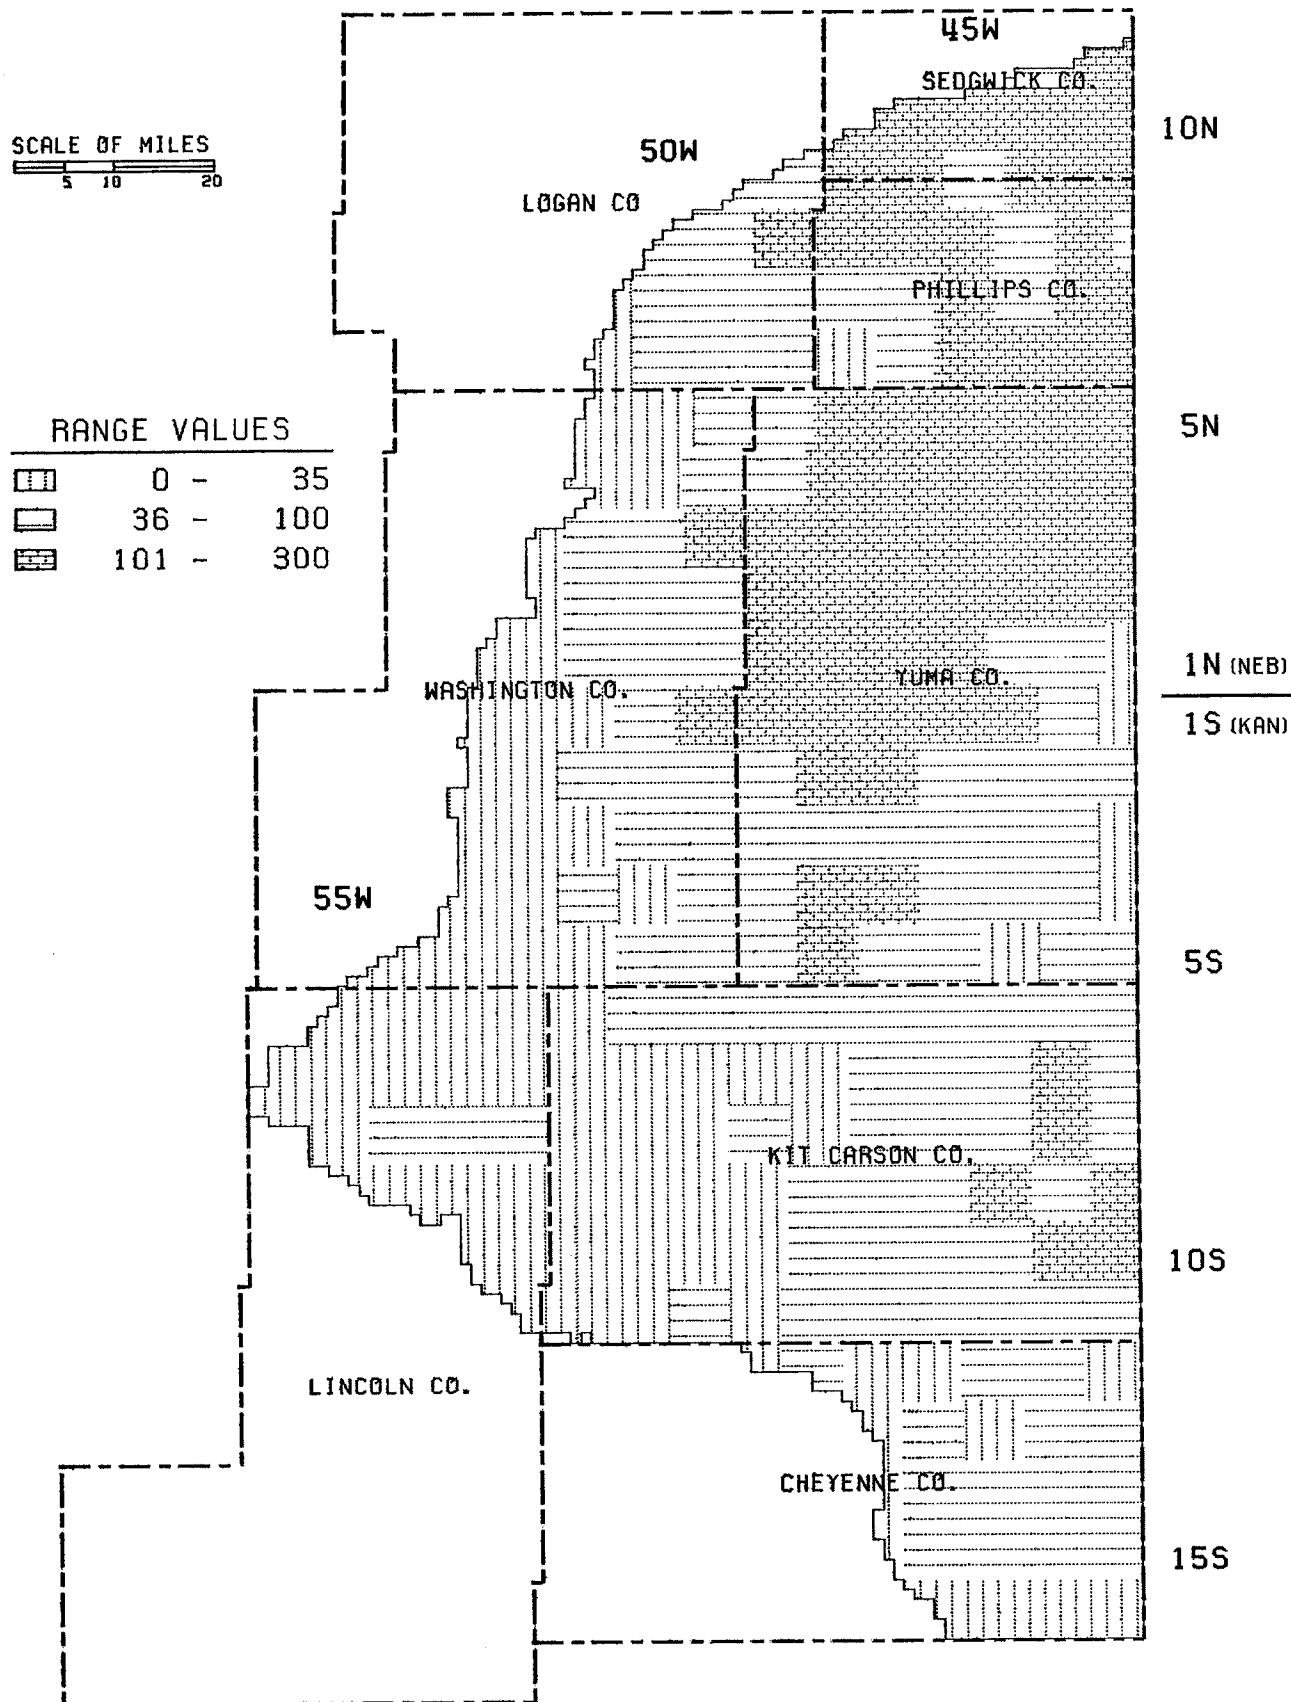 45W
SEDGWICK CO.
10N
SCALE OF MILES
5 10 20
50W
LOGAN CO
PHILLIPS CO.
RANGE VALUES
0 - 35
36 - 100
101 - 300
5N
1N (NEB)
YUMA CO.
WASHINGTON CO.
1S (KAN)
55W
5S
KIT CARSON CO.
10S
LINCOLN CO.
CHEYENNE CO.
15S